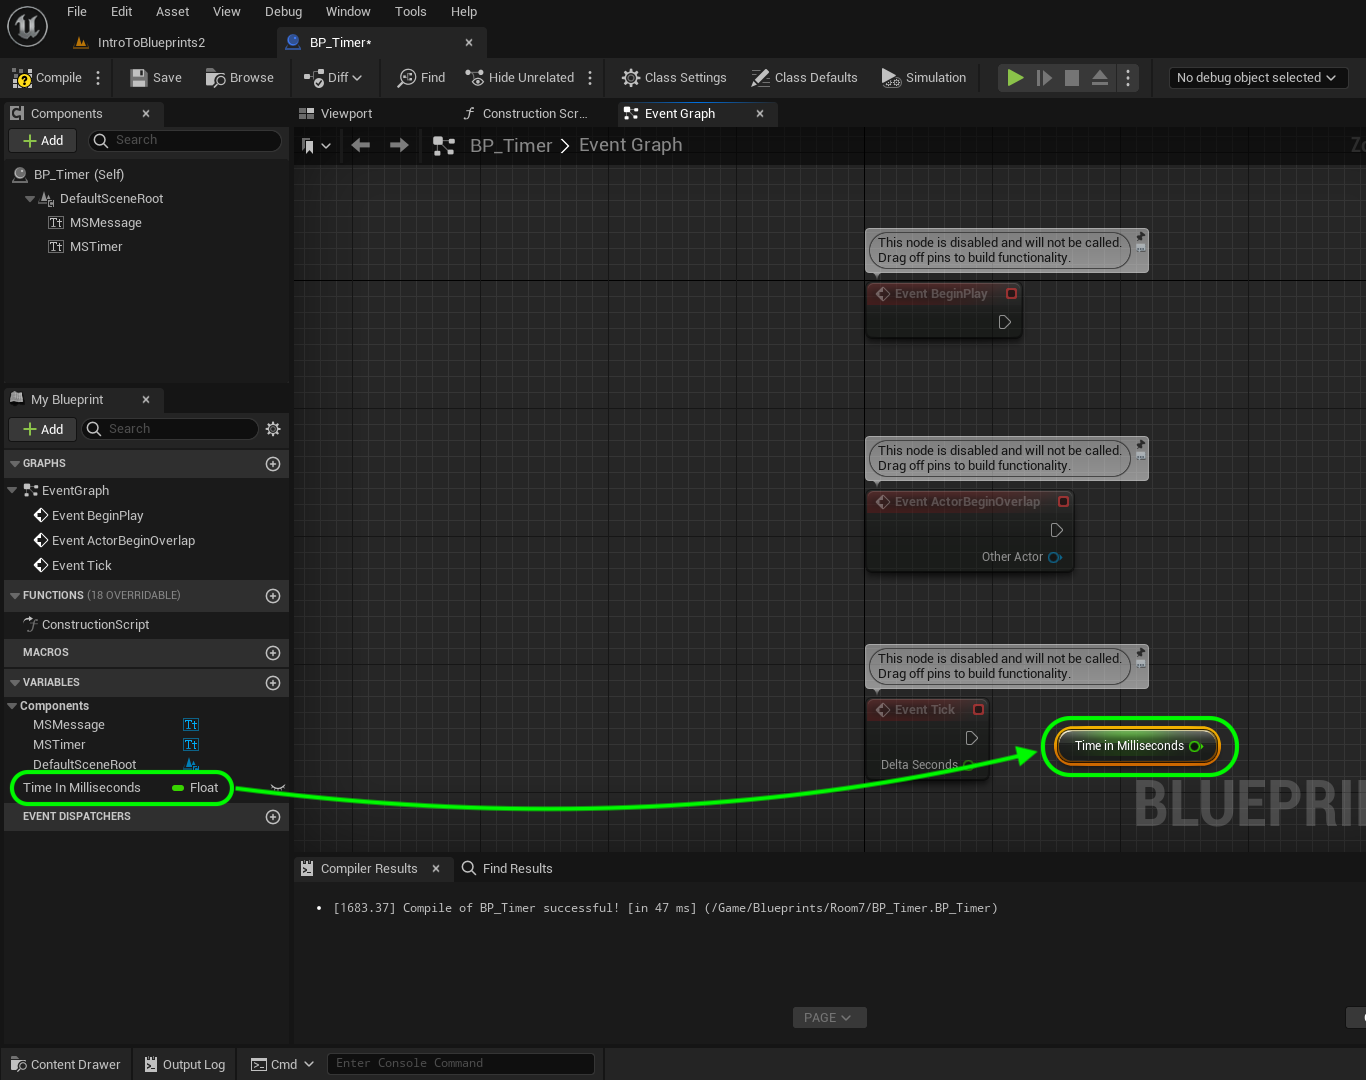 File Edit Asset View Debug Window Tools Help
IntroToBlueprints2
BP_Timer*
Compile Save Browse Diff Find Hide Unrelated Class Settings Class Defaults Simulation No debug object selected
Components
Viewport
Construction Scr...
Event Graph
Add
Search
BP_Timer > Event Graph
BP_Timer (Self)
DefaultSceneRoot
MSMessage
MSTimer
This node is disabled and will not be called.
Drag off pins to build functionality.
Event BeginPlay
My Blueprint
Add
Search
GRAPHS
EventGraph
Event BeginPlay
Event ActorBeginOverlap
Event Tick
FUNCTIONS (18 OVERRIDABLE)
ConstructionScript
MACROS
VARIABLES
Components
MSMessage
MSTimer
DefaultSceneRoot
Time In Milliseconds Float
EVENT DISPATCHERS
This node is disabled and will not be called.
Drag off pins to build functionality.
Event ActorBeginOverlap
Other Actor
This node is disabled and will not be called.
Drag off pins to build functionality.
Event Tick
Delta Seconds
Time in Milliseconds
BLUEPRIN
Compiler Results
Find Results
• [1683.37] Compile of BP_Timer successful! [in 47 ms] (/Game/Blueprints/Room7/BP_Timer.BP_Timer)
PAGE
Content Drawer Output Log Cmd Enter Console Command